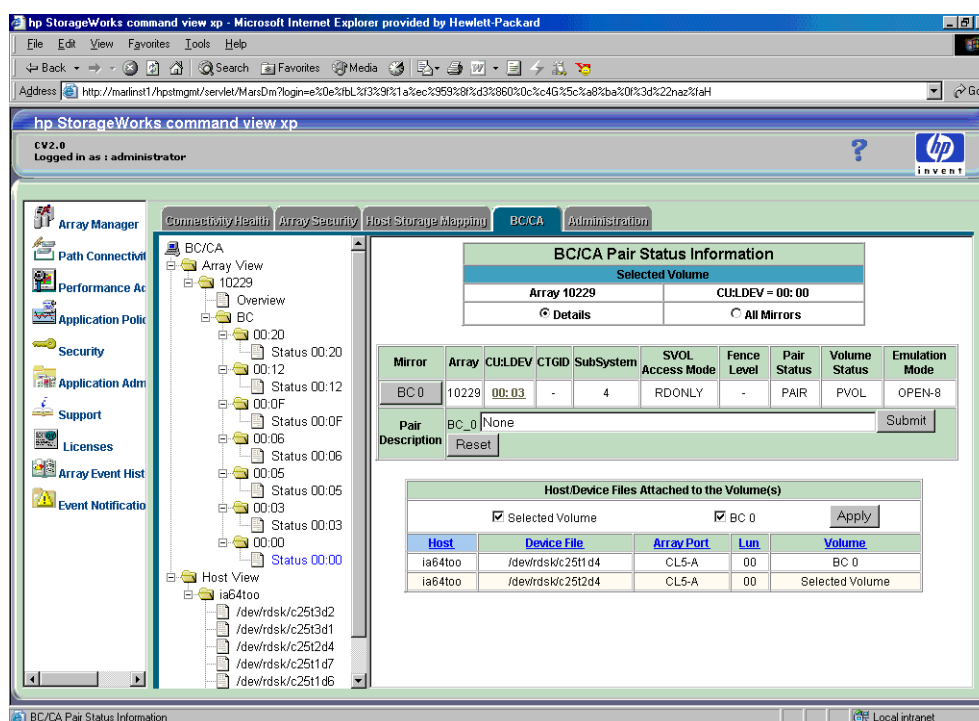 hp StorageWorks command view xp - Microsoft Internet Explorer provided by Hewlett-Packard
File Edit View Favorites Tools Help
Back Search Favorites Media
Address http://marlinst1/hpstmgmt/servlet/MarsDm?login=e%0e%fbL%f3%9f%1a%ec%959%8f%d3%860%0c%c4G%5c%a8%ba%0f%3d%22naz%faH
hp StorageWorks command view xp
CV2.0
Logged in as : administrator
?
hp
invent
Array Manager
Path Connectivit
Performance Ad
Application Polic
Security
Application Adm
Support
Licenses
Array Event Hist
Event Notificatio
Connectivity Health Array Security Host Storage Mapping BC/CA Administration
BC/CA
Array View
10229
Overview
BC
00:20
Status 00:20
00:12
Status 00:12
00:0F
Status 00:0F
00:06
Status 00:06
00:05
Status 00:05
00:03
Status 00:03
00:00
Status 00:00
Host View
ia64too
/dev/rdsk/c25t3d2
/dev/rdsk/c25t3d1
/dev/rdsk/c25t2d4
/dev/rdsk/c25t1d7
/dev/rdsk/c25t1d6
BC/CA Pair Status Information
Selected Volume
Array 10229 CU:LDEV = 00: 00
Details All Mirrors
Mirror Array CU:LDEV CTGID SubSystem SVOL Access Mode Fence Level Pair Status Volume Status Emulation Mode
BC 0 10229 00: 03 - 4 RDONLY - PAIR PVOL OPEN-8
Pair Description BC_0 None Submit
Reset
Host/Device Files Attached to the Volume(s)
Selected Volume BC 0 Apply
Host Device File Array Port Lun Volume
ia64too /dev/rdsk/c25t1d4 CL5-A 00 BC 0
ia64too /dev/rdsk/c25t2d4 CL5-A 00 Selected Volume
BC/CA Pair Status Information Local intranet